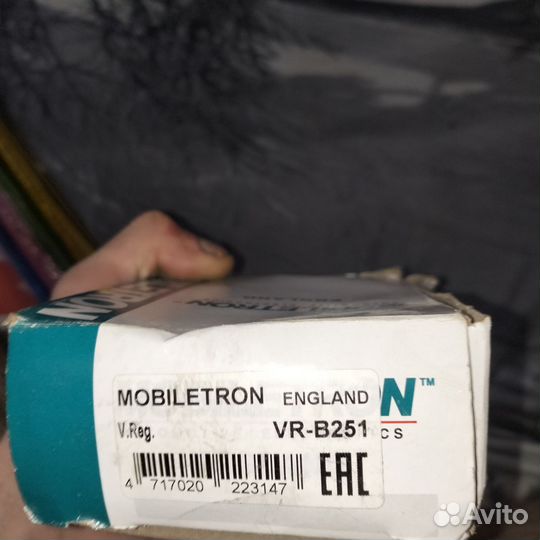 MOBILETRON ENGLAND
V.Reg. VR-B251
4 717020 223147
EAC
Avito